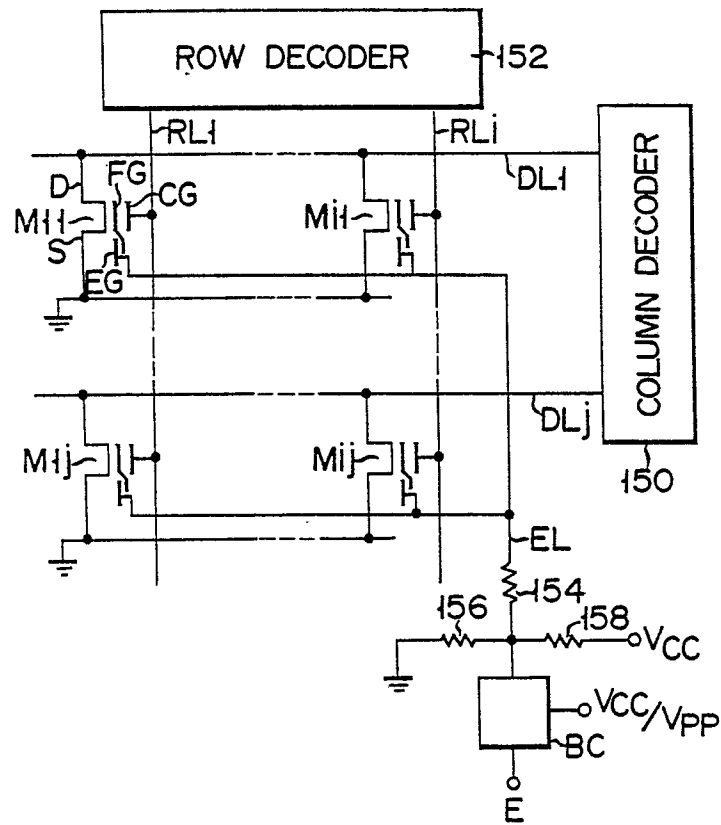 ROW DECODER
152
RL1
RLi
DL1
D
FG
CG
M11
Mi1
S
EG
COLUMN DECODER
DLj
M1j
Mij
150
EL
154
156
158
VCC
VCC/VPP
BC
E